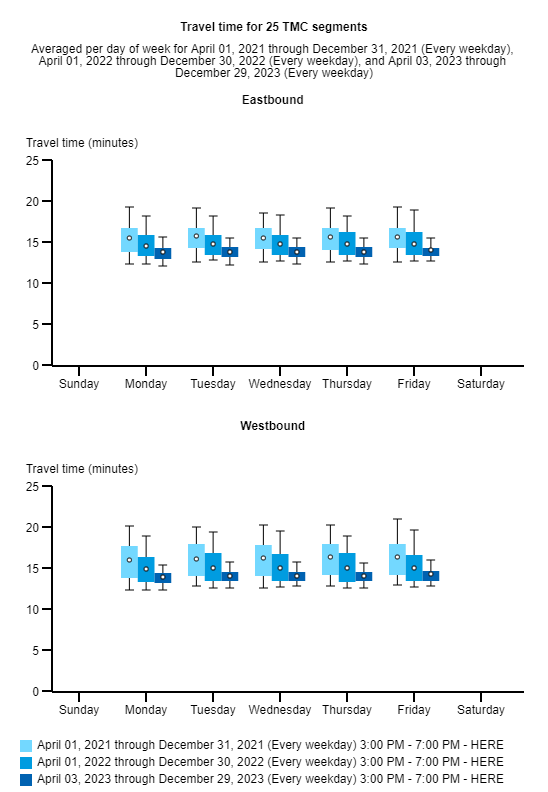 Travel time for 25 TMC segments
Averaged per day of week for April 01, 2021 through December 31, 2021 (Every weekday),
April 01, 2022 through December 30, 2022 (Every weekday), and April 03, 2023 through
December 29, 2023 (Every weekday)
Eastbound
Travel time (minutes)
25
20
15
10
5
0
Sunday Monday Tuesday Wednesday Thursday Friday Saturday
Westbound
Travel time (minutes)
25
20
15
10
5
0
Sunday Monday Tuesday Wednesday Thursday Friday Saturday
April 01, 2021 through December 31, 2021 (Every weekday) 3:00 PM - 7:00 PM - HERE
April 01, 2022 through December 30, 2022 (Every weekday) 3:00 PM - 7:00 PM - HERE
April 03, 2023 through December 29, 2023 (Every weekday) 3:00 PM - 7:00 PM - HERE